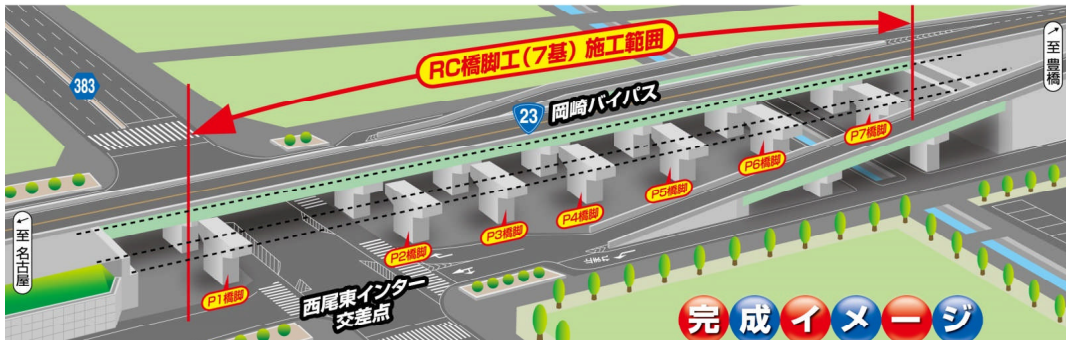 RC橋脚工(7基) 施工範囲
383
23 岡崎バイパス
↗至 豊橋
↙至 名古屋
P1橋脚
P2橋脚
P3橋脚
P4橋脚
P5橋脚
P6橋脚
P7橋脚
西尾東インター
交差点
完成イメージ